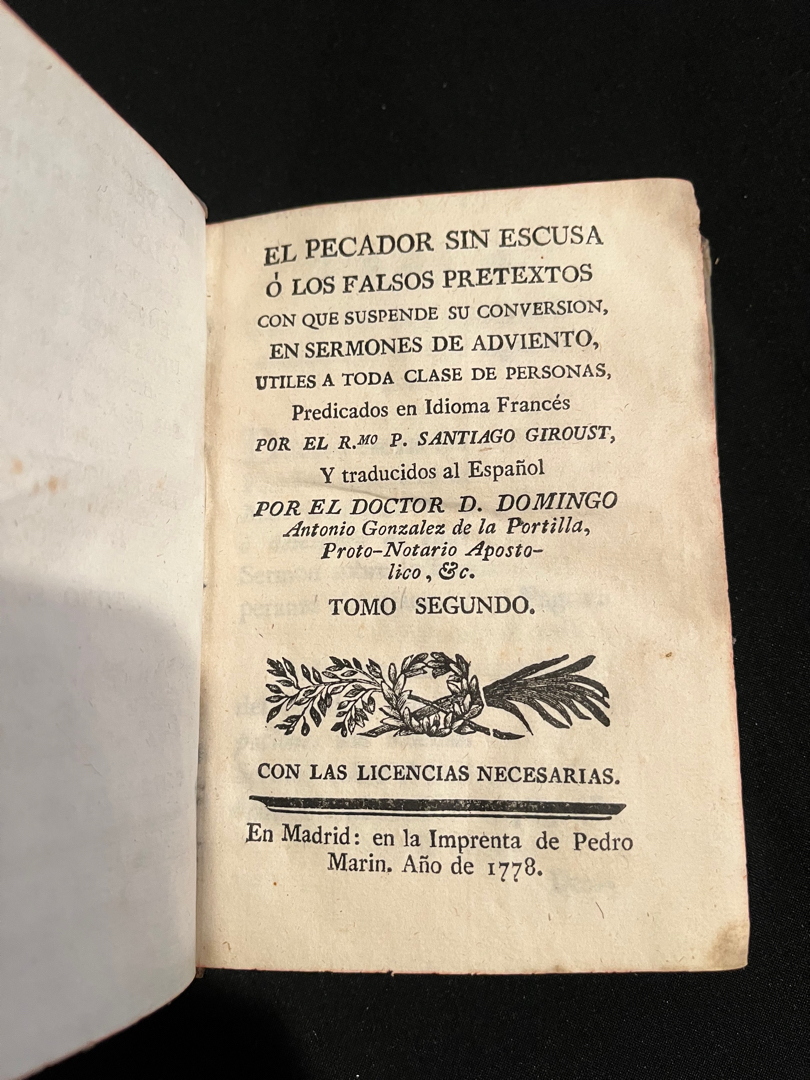 EL PECADOR SIN ESCUSA
Ó LOS FALSOS PRETEXTOS
CON QUE SUSPENDE SU CONVERSION,
EN SERMONES DE ADVIENTO,
UTILES A TODA CLASE DE PERSONAS,
Predicados en Idioma Francés
POR EL R.MO P. SANTIAGO GIROUST,
Y traducidos al Español
POR EL DOCTOR D. DOMINGO
Antonio Gonzalez de la Portilla,
Proto-Notario Aposto-
lico, &c.
TOMO SEGUNDO.
CON LAS LICENCIAS NECESARIAS.
En Madrid: en la Imprenta de Pedro
Marin. Año de 1778.